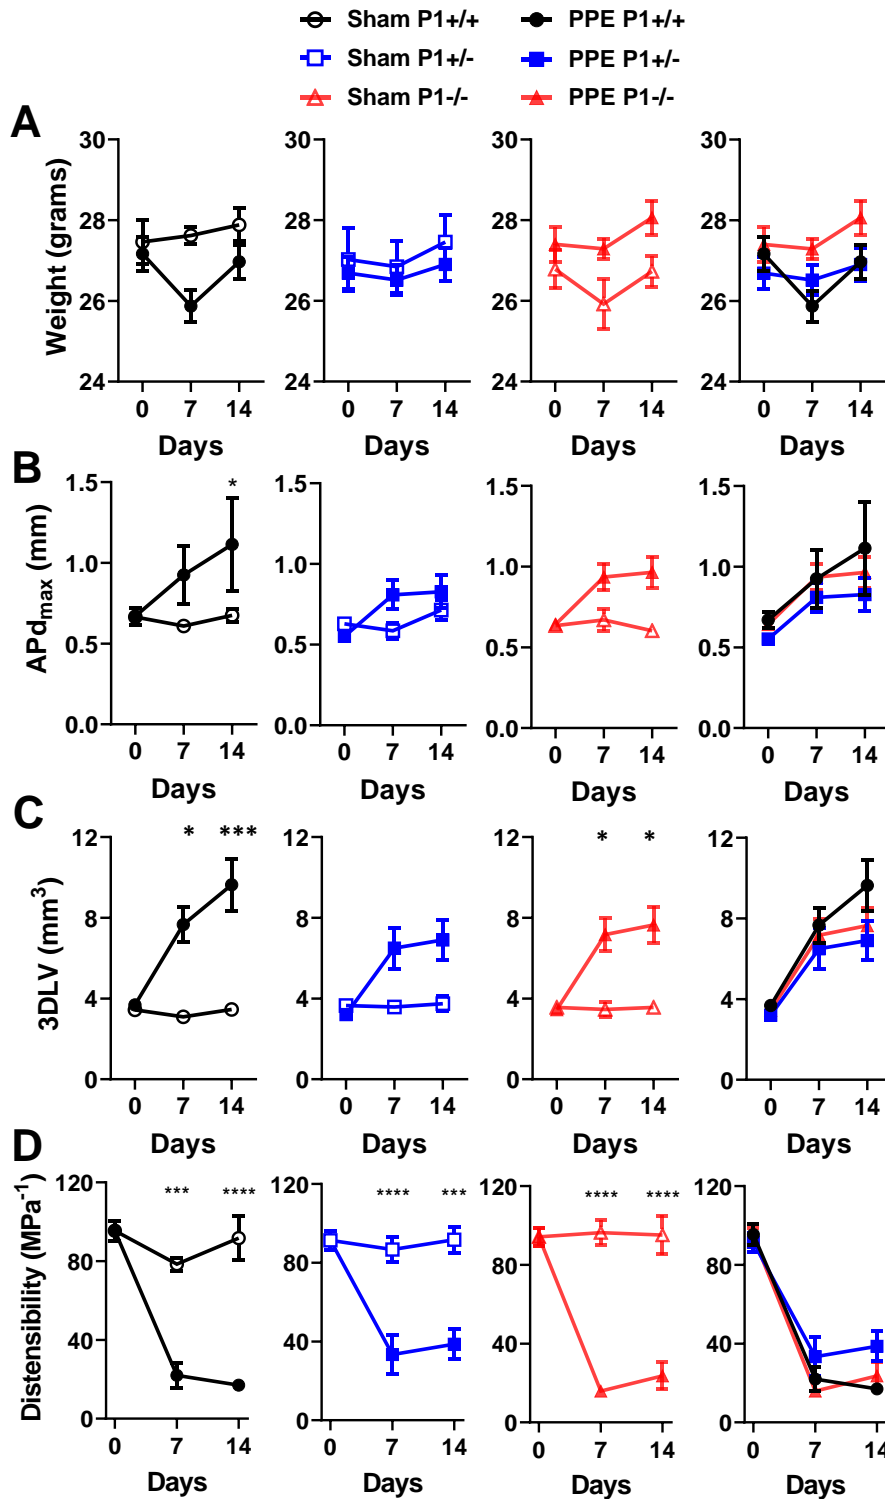 Sham P1+/+ PPE P1+/+
Sham P1+/- PPE P1+/-
Sham P1-/- PPE P1-/-
A
Weight (grams)
30 30 30 30
28 28 28 28
26 26 26 26
24 24 24 24
0 7 14 0 7 14 0 7 14 0 7 14
Days Days Days Days
B
APdmax (mm)
* 
1.5 1.5 1.5 1.5
1.0 1.0 1.0 1.0
0.5 0.5 0.5 0.5
0.0 0.0 0.0 0.0
0 7 14 0 7 14 0 7 14 0 7 14
Days Days Days Days
C
3DLV (mm³)
* *** * *
12 12 12 12
8 8 8 8
4 4 4 4
0 0 0 0
0 7 14 0 7 14 0 7 14 0 7 14
Days Days Days Days
D
Distensibility (MPa⁻¹)
*** **** **** *** **** ****
120 120 120 120
80 80 80 80
40 40 40 40
0 0 0 0
0 7 14 0 7 14 0 7 14 0 7 14
Days Days Days Days